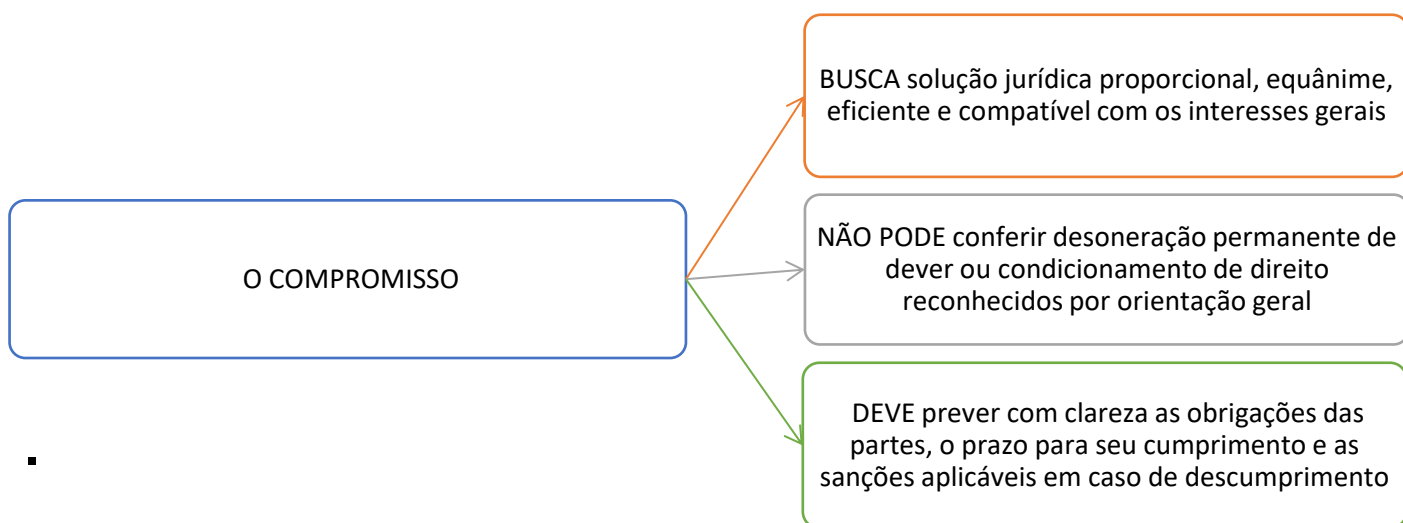 O COMPROMISSO
BUSCA solução jurídica proporcional, equânime,
eficiente e compatível com os interesses gerais
NÃO PODE conferir desoneração permanente de
dever ou condicionamento de direito
reconhecidos por orientação geral
DEVE prever com clareza as obrigações das
partes, o prazo para seu cumprimento e as
sanções aplicáveis em caso de descumprimento